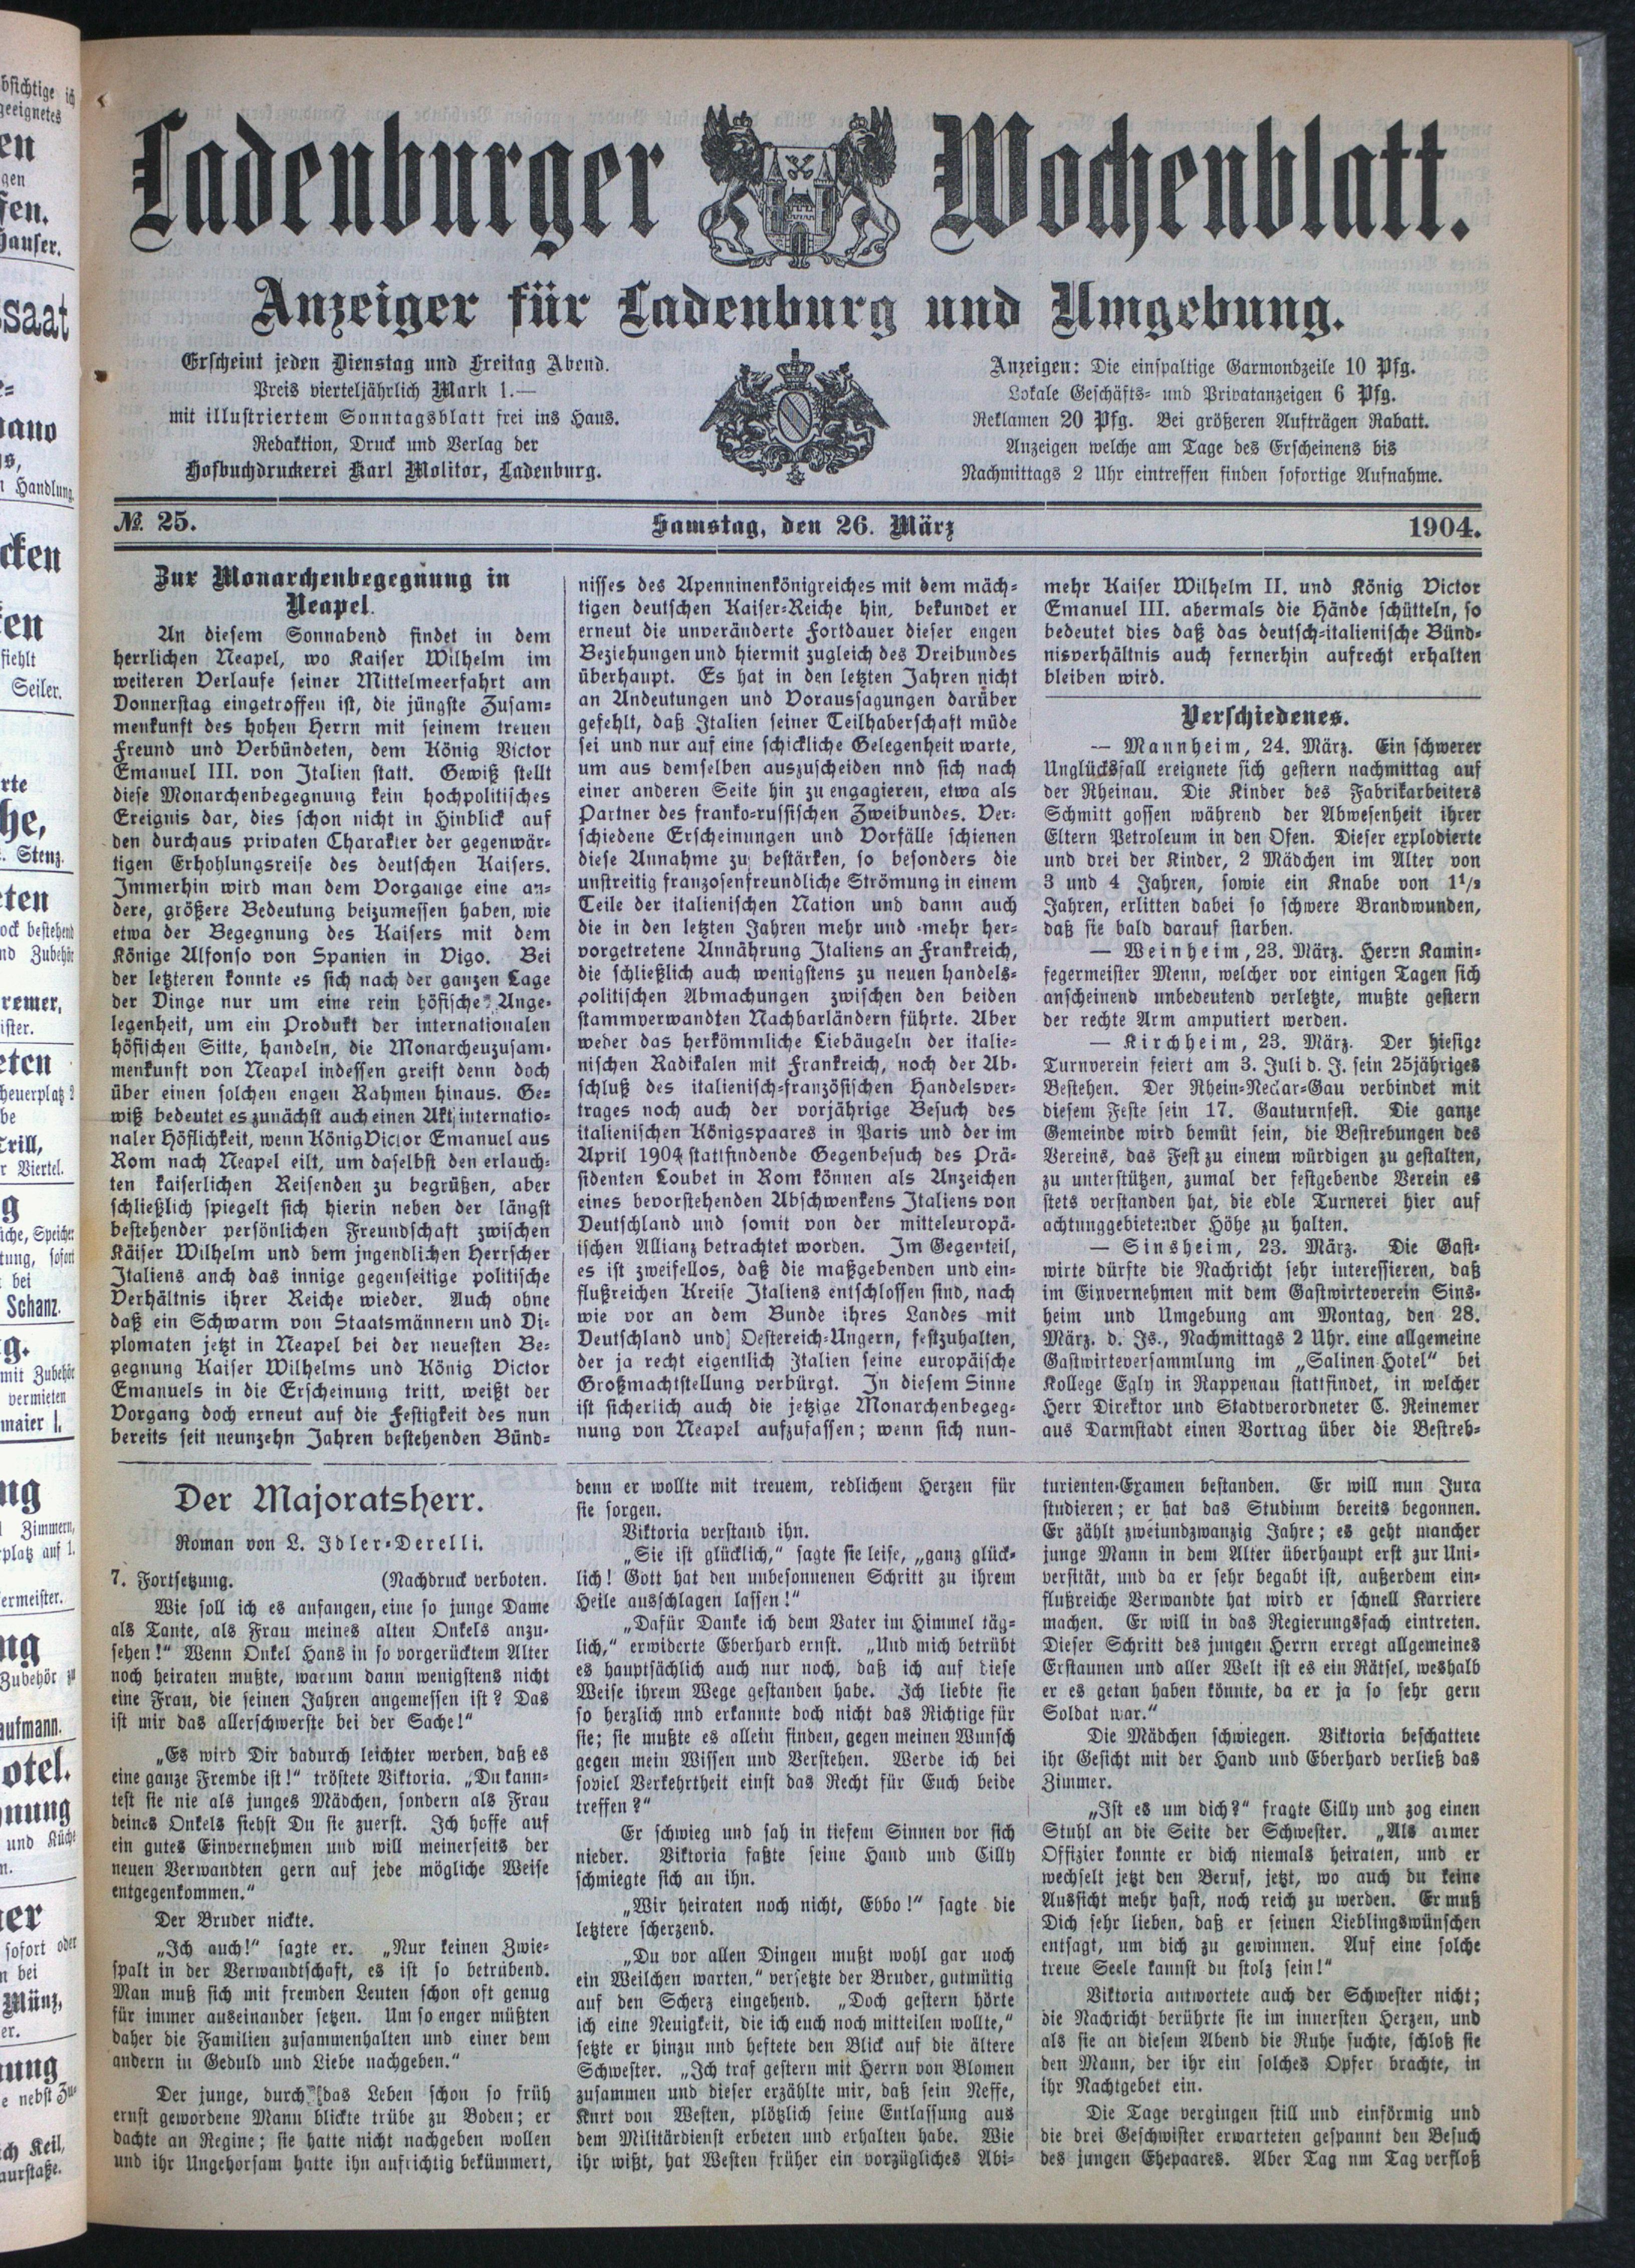 Ladenburger Wochenblatt.
Anzeiger für Ladenburg und Umgebung.
Erscheint jeden Dienstag und Freitag Abend.
Preis vierteljährlich Mark 1.—
mit illustriertem Sonntagsblatt frei ins Haus.
Redaktion, Druck und Verlag der
Hofbuchdruckerei Karl Molitor, Ladenburg.
Anzeigen: Die einspaltige Garmondzeile 10 Pfg.
Lokale Geschäfts- und Privatanzeigen 6 Pfg.
Reklamen 20 Pfg. Bei größeren Aufträgen Rabatt.
Anzeigen welche am Tage des Erscheinens bis
Nachmittags 2 Uhr eintreffen finden sofortige Aufnahme.
№. 25. Samstag, den 26. März 1904.
Zur Monarchenbegegnung in
Neapel.
An diesem Sonnabend findet in dem
herrlichen Neapel, wo Kaiser Wilhelm im
weiteren Verlaufe seiner Mittelmeerfahrt am
Donnerstag eingetroffen ist, die jüngste Zusam-
menkunft des hohen Herrn mit seinem treuen
Freund und Verbündeten, dem König Victor
Emanuel III. von Italien statt. Gewiß stellt
diese Monarchenbegegnung kein hochpolitisches
Ereignis dar, dies schon nicht in Hinblick auf
den durchaus privaten Charakter der gegenwär-
tigen Erhohlungsreise des deutschen Kaisers.
Immerhin wird man dem Vorgange eine an-
dere, größere Bedeutung beizumessen haben, wie
etwa der Begegnung des Kaisers mit dem
Könige Alfonso von Spanien in Vigo. Bei
der letzteren konnte es sich nach der ganzen Lage
der Dinge nur um eine rein höfische Ange-
legenheit, um ein Produkt der internationalen
höfischen Sitte, handeln, die Monarchenzusam-
menkunft von Neapel indessen greift denn doch
über einen solchen engen Rahmen hinaus. Ge-
wiß bedeutet es zunächst auch einen Akt internatio-
naler Höflichkeit, wenn König Victor Emanuel aus
Rom nach Neapel eilt, um daselbst den erlauch-
ten kaiserlichen Reisenden zu begrüßen, aber
schließlich spiegelt sich hierin neben der längst
bestehender persönlichen Freundschaft zwischen
Käiser Wilhelm und dem jngendlichen Herrscher
Italiens anch das innige gegenseitige politische
Verhältnis ihrer Reiche wieder. Auch ohne
daß ein Schwarm von Staatsmännern und Di-
plomaten jetzt in Neapel bei der neuesten Be-
gegnung Kaiser Wilhelms und König Victor
Emanuels in die Erscheinung tritt, weißt der
Vorgang doch erneut auf die Festigkeit des nun
bereits seit neunzehn Jahren bestehenden Bünd-
nisses des Apenninenkönigreiches mit dem mäch-
tigen deutschen Kaiser-Reiche hin, bekundet er
erneut die unveränderte Fortdauer dieser engen
Beziehungen und hiermit zugleich des Dreibundes
überhaupt. Es hat in den letzten Jahren nicht
an Andeutungen und Voraussagungen darüber
gefehlt, daß Italien seiner Teilhaberschaft müde
sei und nur auf eine schickliche Gelegenheit warte,
um aus demselben auszuscheiden nnd sich nach
einer anderen Seite hin zu engagieren, etwa als
Partner des franko-russischen Zweibundes. Ver-
schiedene Erscheinungen und Vorfälle schienen
diese Annahme zu bestärken, so besonders die
unstreitig franzosenfreundliche Strömung in einem
Teile der italienischen Nation und dann auch
die in den letzten Jahren mehr und mehr her-
vorgetretene Annährung Italiens an Frankreich,
die schließlich auch wenigstens zu neuen handels-
politischen Abmachungen zwischen den beiden
stammverwandten Nachbarländern führte. Aber
weder das herkömmliche Liebäugeln der italie-
nischen Radikalen mit Frankreich, noch der Ab-
schluß des italienisch-französischen Handelsver-
trages noch auch der vorjährige Besuch des
italienischen Königspaares in Paris und der im
April 1904 stattfindende Gegenbesuch des Prä-
sidenten Loubet in Rom können als Anzeichen
eines bevorstehenden Abschwenkens Italiens von
Deutschland und somit von der mitteleuropä-
ischen Allianz betrachtet worden. Im Gegenteil,
es ist zweifellos, daß die maßgebenden und ein-
flußreichen Kreise Italiens entschlossen sind, nach
wie vor an dem Bunde ihres Landes mit
Deutschland und Oestereich-Ungern, festzuhalten,
der ja recht eigentlich Italien seine europäische
Großmachtstellung verbürgt. In diesem Sinne
ist sicherlich auch die jetzige Monarchenbegeg-
nung von Neapel aufzufassen; wenn sich nun-
mehr Kaiser Wilhelm II. und König Victor
Emanuel III. abermals die Hände schütteln, so
bedeutet dies daß das deutsch-italienische Bünd-
nisverhältnis auch fernerhin aufrecht erhalten
bleiben wird.
Verschiedenes.
— Mannheim, 24. März. Ein schwerer
Unglücksfall ereignete sich gestern nachmittag auf
der Rheinau. Die Kinder des Fabrikarbeiters
Schmitt gossen während der Abwesenheit ihrer
Eltern Petroleum in den Ofen. Dieser explodierte
und drei der Kinder, 2 Mädchen im Alter von
3 und 4 Jahren, sowie ein Knabe von 1½
Jahren, erlitten dabei so schwere Brandwunden,
daß sie bald darauf starben.
— Weinheim, 23. März. Herrn Kamin-
fegermeister Menn, welcher vor einigen Tagen sich
anscheinend unbedeutend verletzte, mußte gestern
der rechte Arm amputiert werden.
— Kirchheim, 23. März. Der hiesige
Turnverein feiert am 3. Juli d. J. sein 25jähriges
Bestehen. Der Rhein-Neckar-Gau verbindet mit
diesem Feste sein 17. Gauturnfest. Die ganze
Gemeinde wird bemüt sein, die Bestrebungen des
Vereins, das Fest zu einem würdigen zu gestalten,
zu unterstützen, zumal der festgebende Verein es
stets verstanden hat, die edle Turnerei hier auf
achtunggebietender Höhe zu halten.
— Sinsheim, 23. März. Die Gast-
wirte dürfte die Nachricht sehr interessieren, daß
im Einvernehmen mit dem Gastwirteverein Sins-
heim und Umgebung am Montag, den 28.
März. d. Js., Nachmittags 2 Uhr. eine allgemeine
Gastwirteversammlung im „Salinen-Hotel“ bei
Kollege Egly in Rappenau stattfindet, in welcher
Herr Direktor und Stadtverordneter C. Reinemer
aus Darmstadt einen Vortrag über die Bestreb-
Der Majoratsherr.
Roman von L. Idler-Derelli.
7. Fortsetzung. (Nachdruck verboten.
Wie soll ich es anfangen, eine so junge Dame
als Tante, als Frau meines alten Onkels anzu-
sehen!“ Wenn Onkel Hans in so vorgerücktem Alter
noch heiraten mußte, warum dann wenigstens nicht
eine Frau, die seinen Jahren angemessen ist? Das
ist mir das allerschwerste bei der Sache!“
„Es wird Dir dadurch leichter werden, daß es
eine ganze Fremde ist!“ tröstete Viktoria. „Du kann-
test sie nie als junges Mädchen, sondern als Frau
deines Onkels siehst Du sie zuerst. Ich hoffe auf
ein gutes Einvernehmen und will meinerseits der
neuen Verwandten gern auf jede mögliche Weise
entgegenkommen.“
Der Bruder nickte.
„Ich auch!“ sagte er. „Nur keinen Zwie-
spalt in der Verwandtschaft, es ist so betrübend.
Man muß sich mit fremden Leuten schon oft genug
für immer auseinander setzen. Um so enger müßten
daher die Familien zusammenhalten und einer dem
andern in Geduld und Liebe nachgeben.“
Der junge, durch das Leben schon so früh
ernst gewordene Mann blickte trübe zu Boden; er
dachte an Regine; sie hatte nicht nachgeben wollen
und ihr Ungehorsam hatte ihn aufrichtig bekümmert,
denn er wollte mit treuem, redlichem Herzen für
sie sorgen.
Viktoria verstand ihn.
„Sie ist glücklich,“ sagte sie leise, „ganz glück-
lich! Gott hat den unbesonnenen Schritt zu ihrem
Heile ausschlagen lassen!“
„Dafür Danke ich dem Vater im Himmel täg-
lich,“ erwiderte Eberhard ernst. „Und mich betrübt
es hauptsächlich auch nur noch, daß ich auf diese
Weise ihrem Wege gestanden habe. Ich liebte sie
so herzlich nnd erkannte doch nicht das Richtige für
sie; sie mußte es allein finden, gegen meinen Wunsch
gegen mein Wissen und Verstehen. Werde ich bei
soviel Verkehrtheit einst das Recht für Euch beide
treffen?“
Er schwieg und sah in tiefem Sinnen vor sich
nieder. Viktoria faßte seine Hand und Cilly
schmiegte sich an ihn.
„Wir heiraten noch nicht, Ebbo!“ sagte die
letztere scherzend.
„Du vor allen Dingen mußt wohl gar noch
ein Weilchen warten,“ versetzte der Bruder, gutmütig
auf den Scherz eingehend. „Doch gestern hörte
ich eine Neuigkeit, die ich euch noch mitteilen wollte,“
setzte er hinzu nnd heftete den Blick auf die ältere
Schwester. „Ich traf gestern mit Herrn von Blomen
zusammen und dieser erzählte mir, daß sein Neffe,
Knrt von Westen, plötzlich seine Entlassung aus
dem Militärdienst erbeten und erhalten habe. Wie
ihr wißt, hat Westen früher ein vorzügliches Abi-
turienten-Examen bestanden. Er will nun Jura
studieren; er hat das Studium bereits begonnen.
Er zählt zweiundzwanzig Jahre; es geht mancher
junge Mann in dem Alter überhaupt erst zur Uni-
versität, und da er sehr begabt ist, außerdem ein-
flußreiche Verwandte hat wird er schnell Karriere
machen. Er will in das Regierungsfach eintreten.
Dieser Schritt des jungen Herrn erregt allgemeines
Erstaunen und aller Welt ist es ein Rätsel, weshalb
er es getan haben könnte, da er ja so sehr gern
Soldat war.“
Die Mädchen schwiegen. Viktoria beschattete
ihr Gesicht mit der Hand und Eberhard verließ das
Zimmer.
„Ist es um dich?“ fragte Cilly und zog einen
Stuhl an die Seite der Schwester. „Als armer
Offizier konnte er dich niemals heiraten, und er
wechselt jetzt den Beruf, jetzt, wo auch du keine
Aussicht mehr hast, noch reich zu werden. Er muß
Dich sehr lieben, daß er seinen Lieblingswünschen
entsagt, um dich zu gewinnen. Auf eine solche
treue Seele kannst du stolz sein!“
Viktoria antwortete auch der Schwester nicht;
die Nachricht berührte sie im innersten Herzen, und
als sie an diesem Abend die Ruhe suchte, schloß sie
den Mann, der ihr ein solches Opfer brachte, in
ihr Nachtgebet ein.
Die Tage vergingen still und einförmig und
die drei Geschwister erwarteten gespannt den Besuch
des jungen Ehepaares. Aber Tag nm Tag verfloß